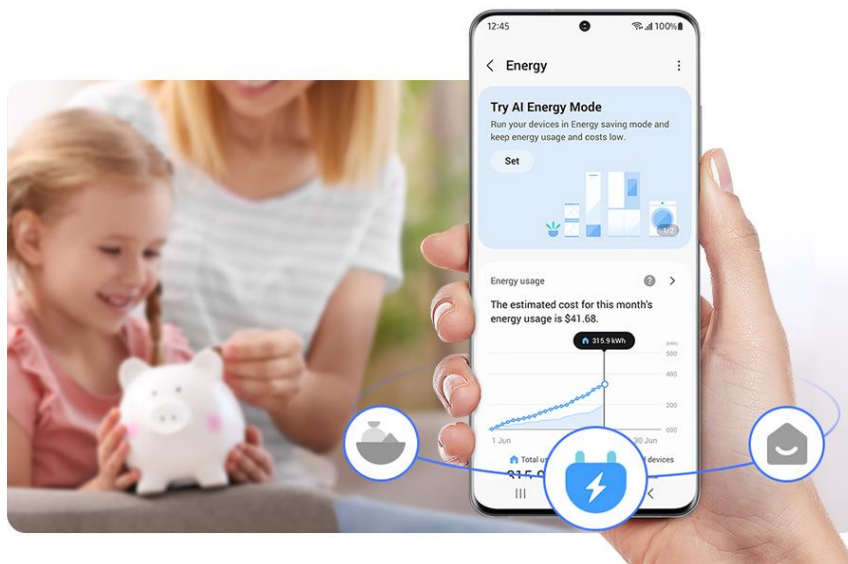 12:45
100%
Energy
Try AI Energy Mode
Run your devices in Energy saving mode and
keep energy usage and costs low.
Set
1/2
Energy usage
?
The estimated cost for this month's
energy usage is $41.68.
315.9 kWh
(kWh)
500
400
200
000
1 Jun
30 Jun
Total
devices